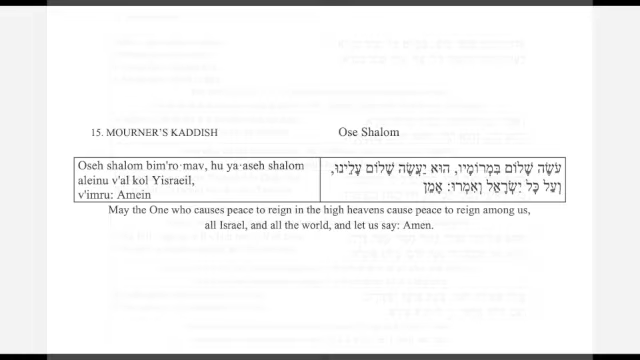 15. MOURNER'S KADDISH Ose Shalom
Oseh shalom bim'ro·mav, hu ya·aseh shalom
aleinu v'al kol Yisraeil,
v'imru: Amein
עֹשֶׂה שָׁלוֹם בִּמְרוֹמָיו, הוּא יַעֲשֶׂה שָׁלוֹם עָלֵינוּ,
וְעַל כָּל יִשְׂרָאֵל וְאִמְרוּ: אָמֵן
May the One who causes peace to reign in the high heavens cause peace to reign among us,
all Israel, and all the world, and let us say: Amen.